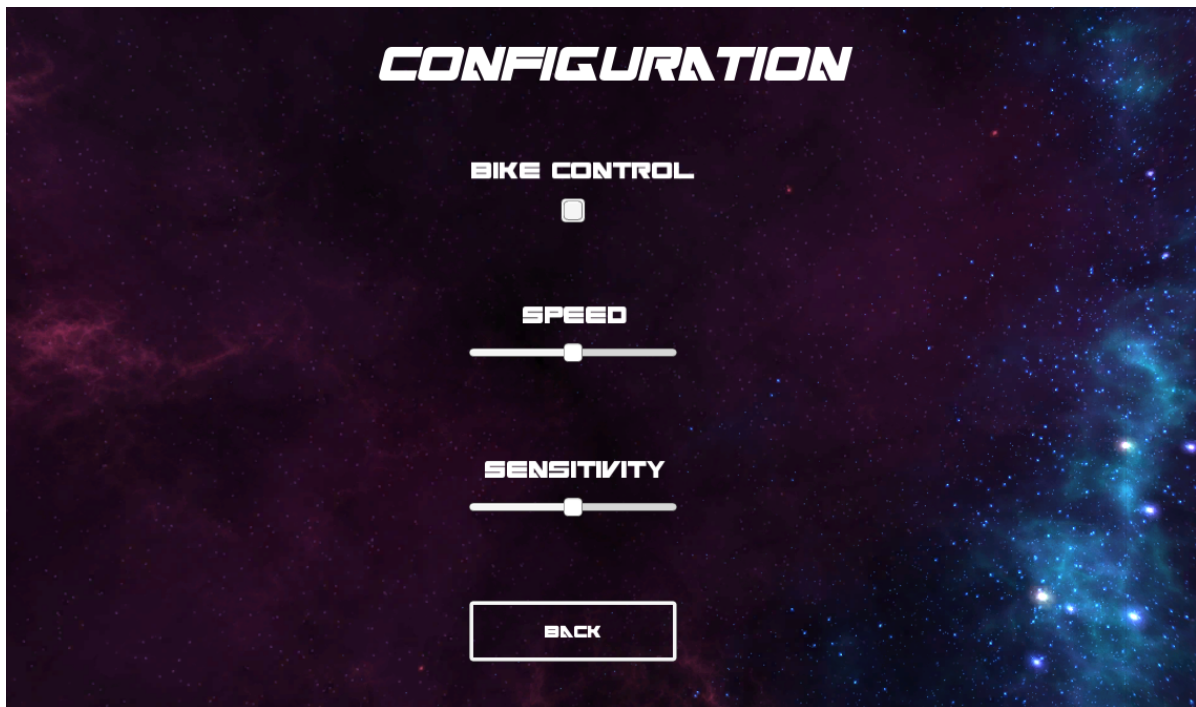 CONFIGURATION
BIKE CONTROL
SPEED
SENSITIVITY
BACK